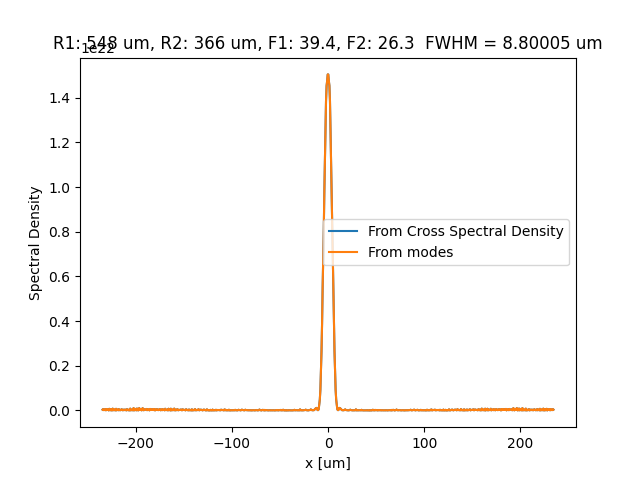 R1: 548 um, R2: 366 um, F1: 39.4, F2: 26.3  FWHM = 8.80005 um
1e22
1.4
1.2
1.0
0.8
0.6
0.4
0.2
0.0
Spectral Density
From Cross Spectral Density
From modes
−200
−100
0
100
200
x [um]